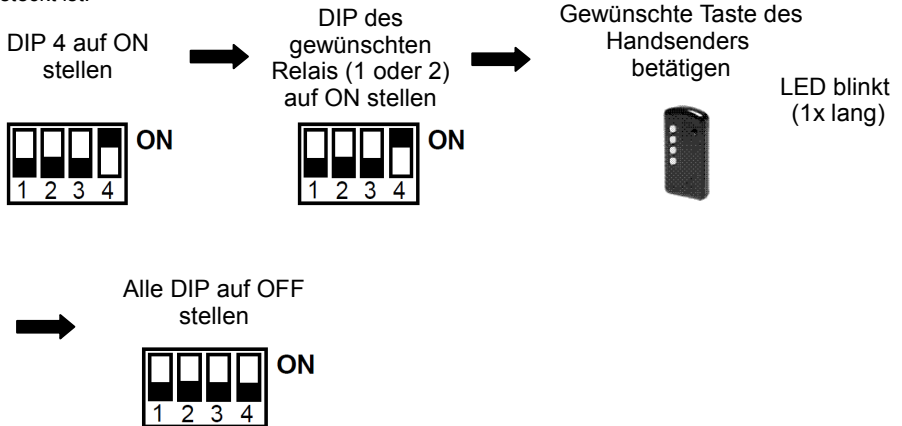 DIP 4 auf ON
stellen
ON
1 2 3 4
DIP des
gewünschten
Relais (1 oder 2)
auf ON stellen
ON
1 2 3 4
Gewünschte Taste des
Handsenders
betätigen
LED blinkt
(1x lang)
Alle DIP auf OFF
stellen
ON
1 2 3 4